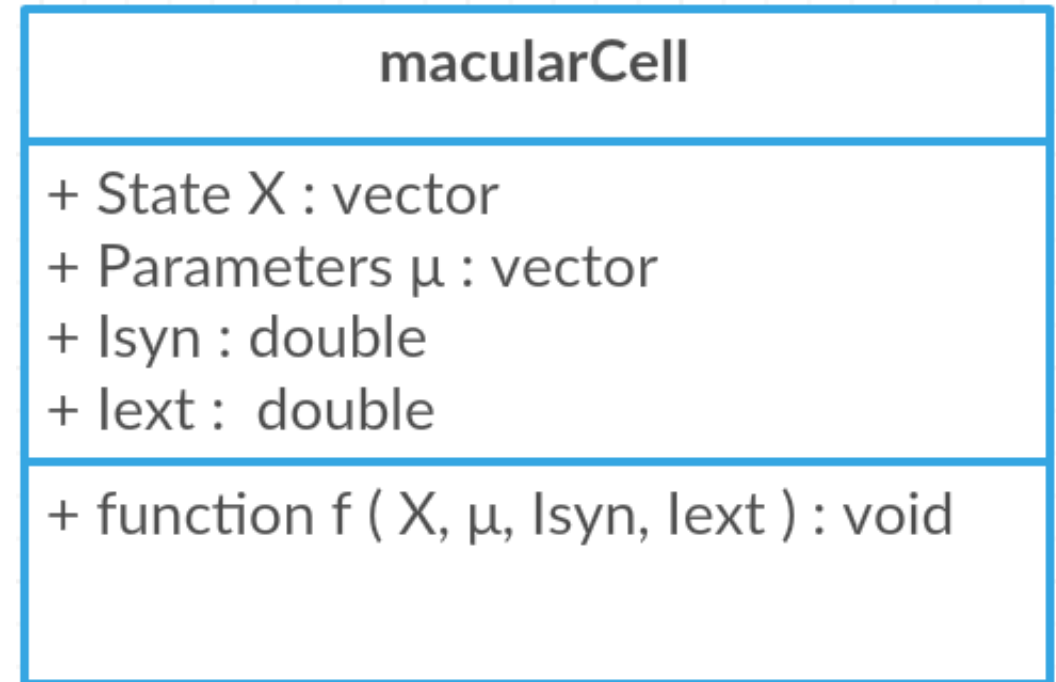 macularCell
+ State X : vector
+ Parameters μ : vector
+ Isyn : double
+ Iext :  double
+ function f ( X, μ, Isyn, Iext ) : void